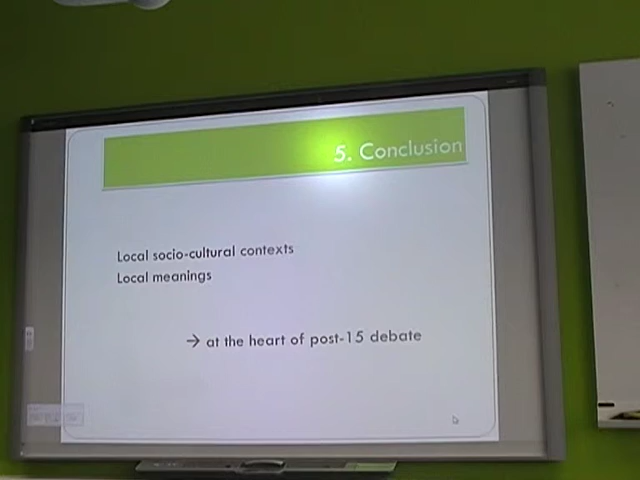 5. Conclusion
Local socio-cultural contexts
Local meanings
→ at the heart of post-15 debate